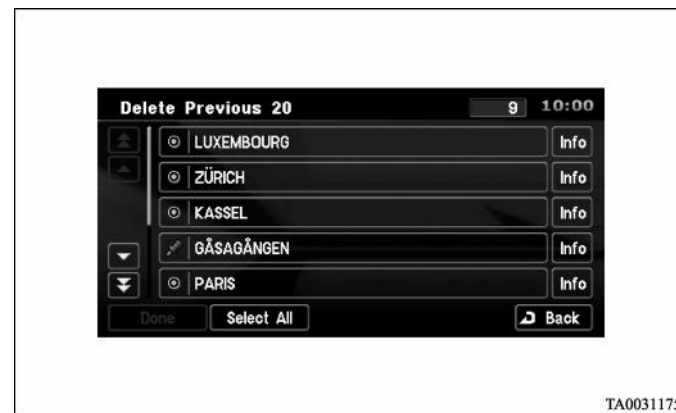 Delete Previous 20 9 10:00
LUXEMBOURG Info
ZÜRICH Info
KASSEL Info
GÅSAGÅNGEN Info
PARIS Info
Done Select All Back
TA0031175